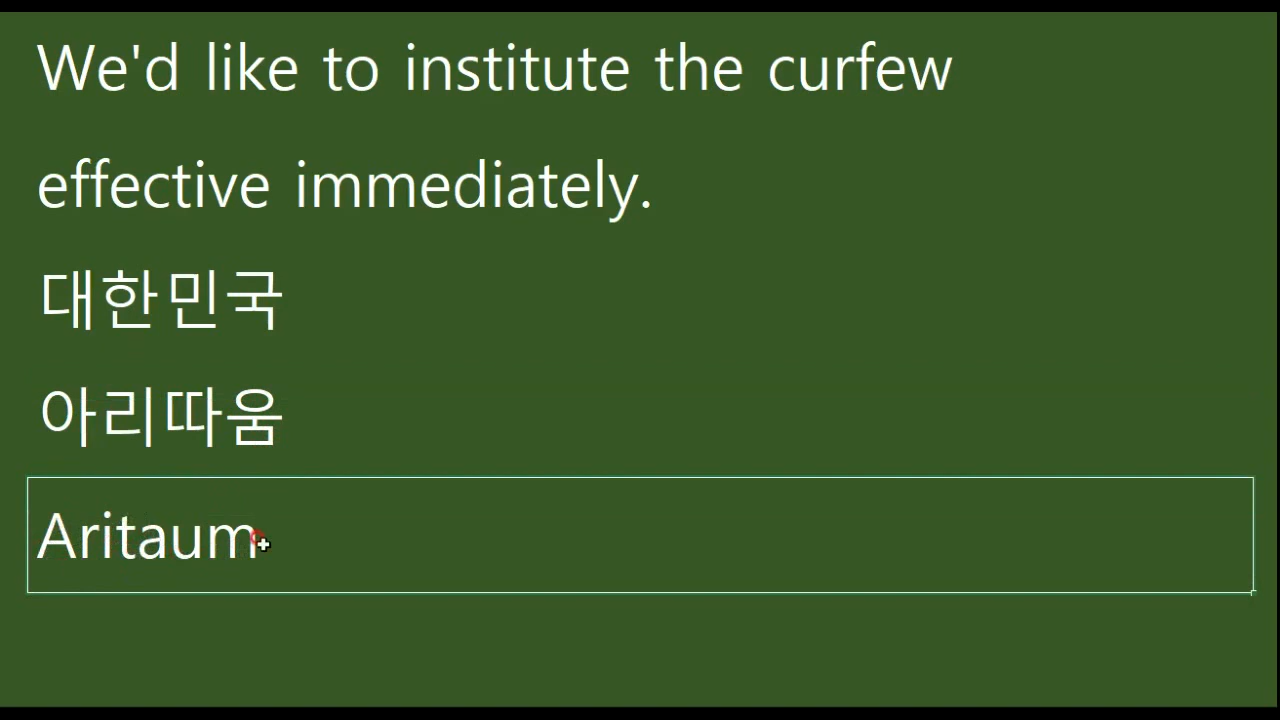 We'd like to institute the curfew
effective immediately.
대한민국
아리따움
Aritaum